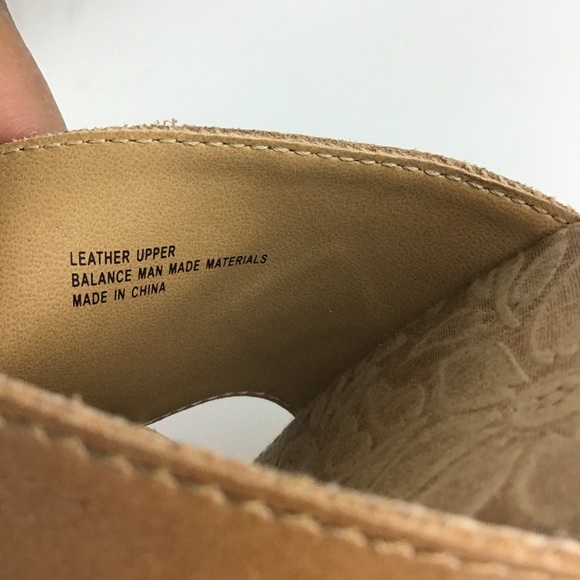 LEATHER UPPER
BALANCE MAN MADE MATERIALS
MADE IN CHINA